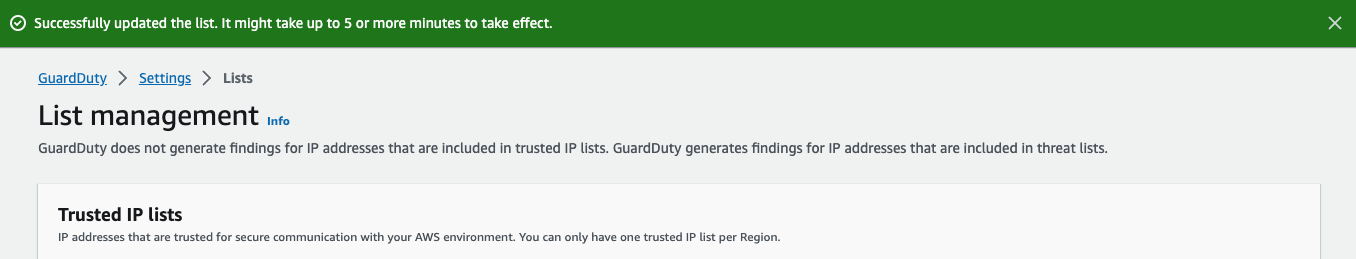 Successfully updated the list. It might take up to 5 or more minutes to take effect.
GuardDuty > Settings > Lists
List management Info
GuardDuty does not generate findings for IP addresses that are included in trusted IP lists. GuardDuty generates findings for IP addresses that are included in threat lists.
Trusted IP lists
IP addresses that are trusted for secure communication with your AWS environment. You can only have one trusted IP list per Region.